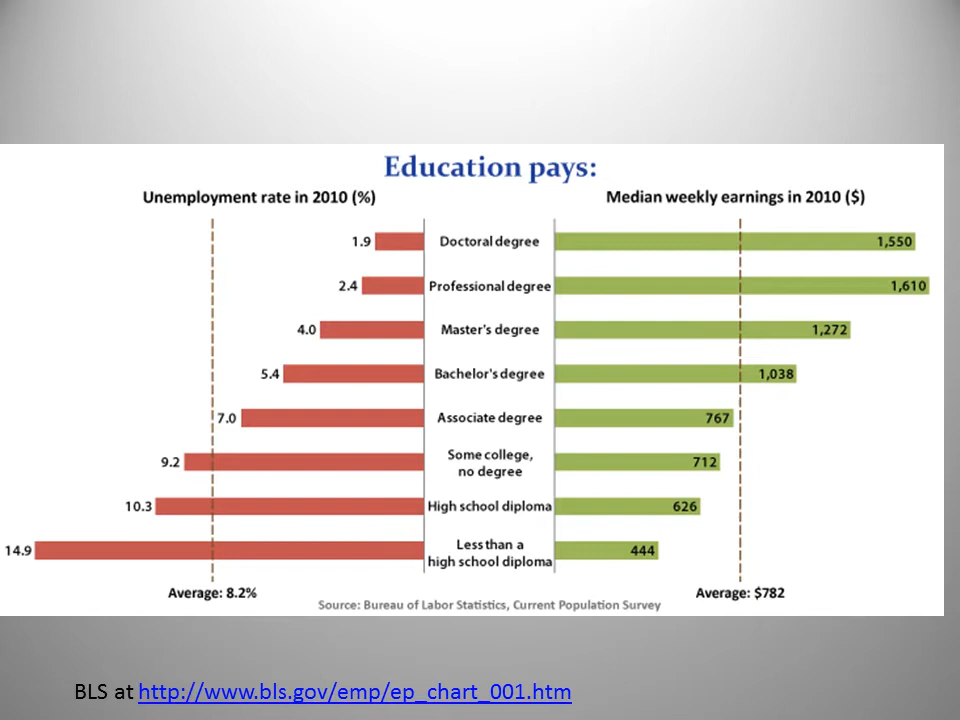 Education pays:
Unemployment rate in 2010 (%)
Median weekly earnings in 2010 ($)
1.9 Doctoral degree 1,550
2.4 Professional degree 1,610
4.0 Master's degree 1,272
5.4 Bachelor's degree 1,038
7.0 Associate degree 767
9.2 Some college,
no degree 712
10.3 High school diploma 626
14.9 Less than a
high school diploma 444
Average: 8.2%
Average: $782
Source: Bureau of Labor Statistics, Current Population Survey
BLS at http://www.bls.gov/emp/ep_chart_001.htm